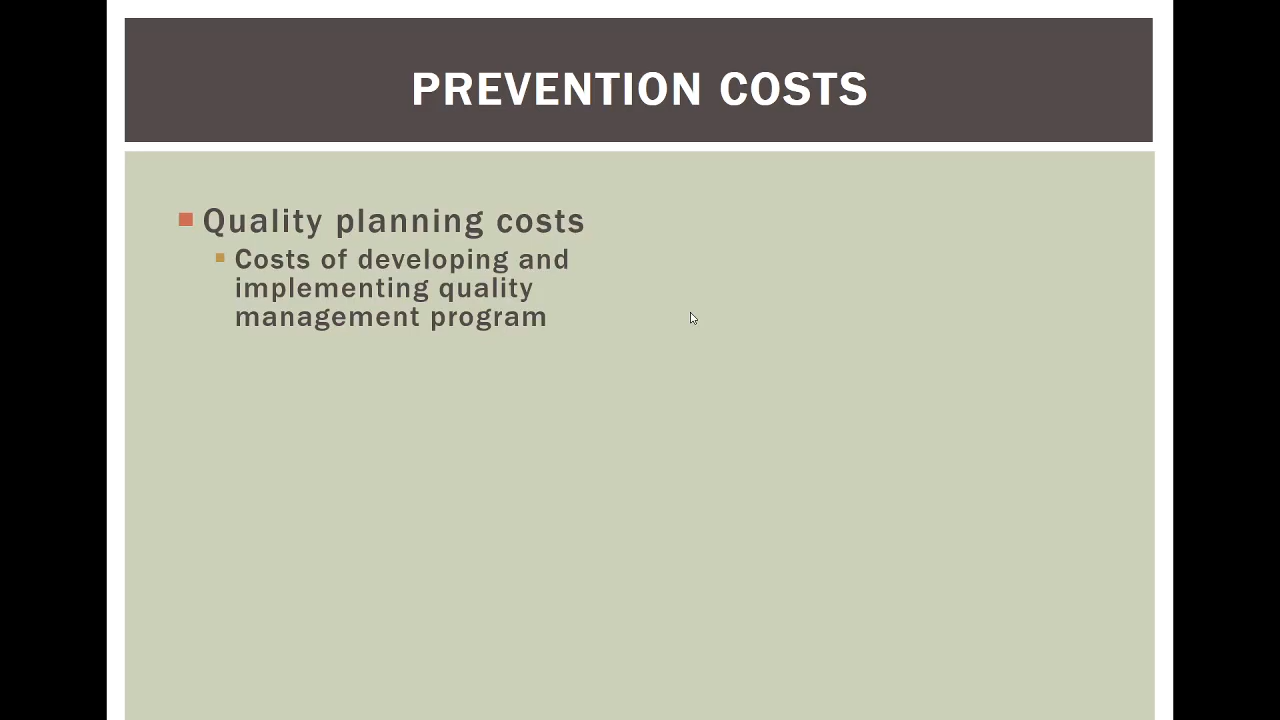 PREVENTION COSTS
Quality planning costs
Costs of developing and
implementing quality
management program